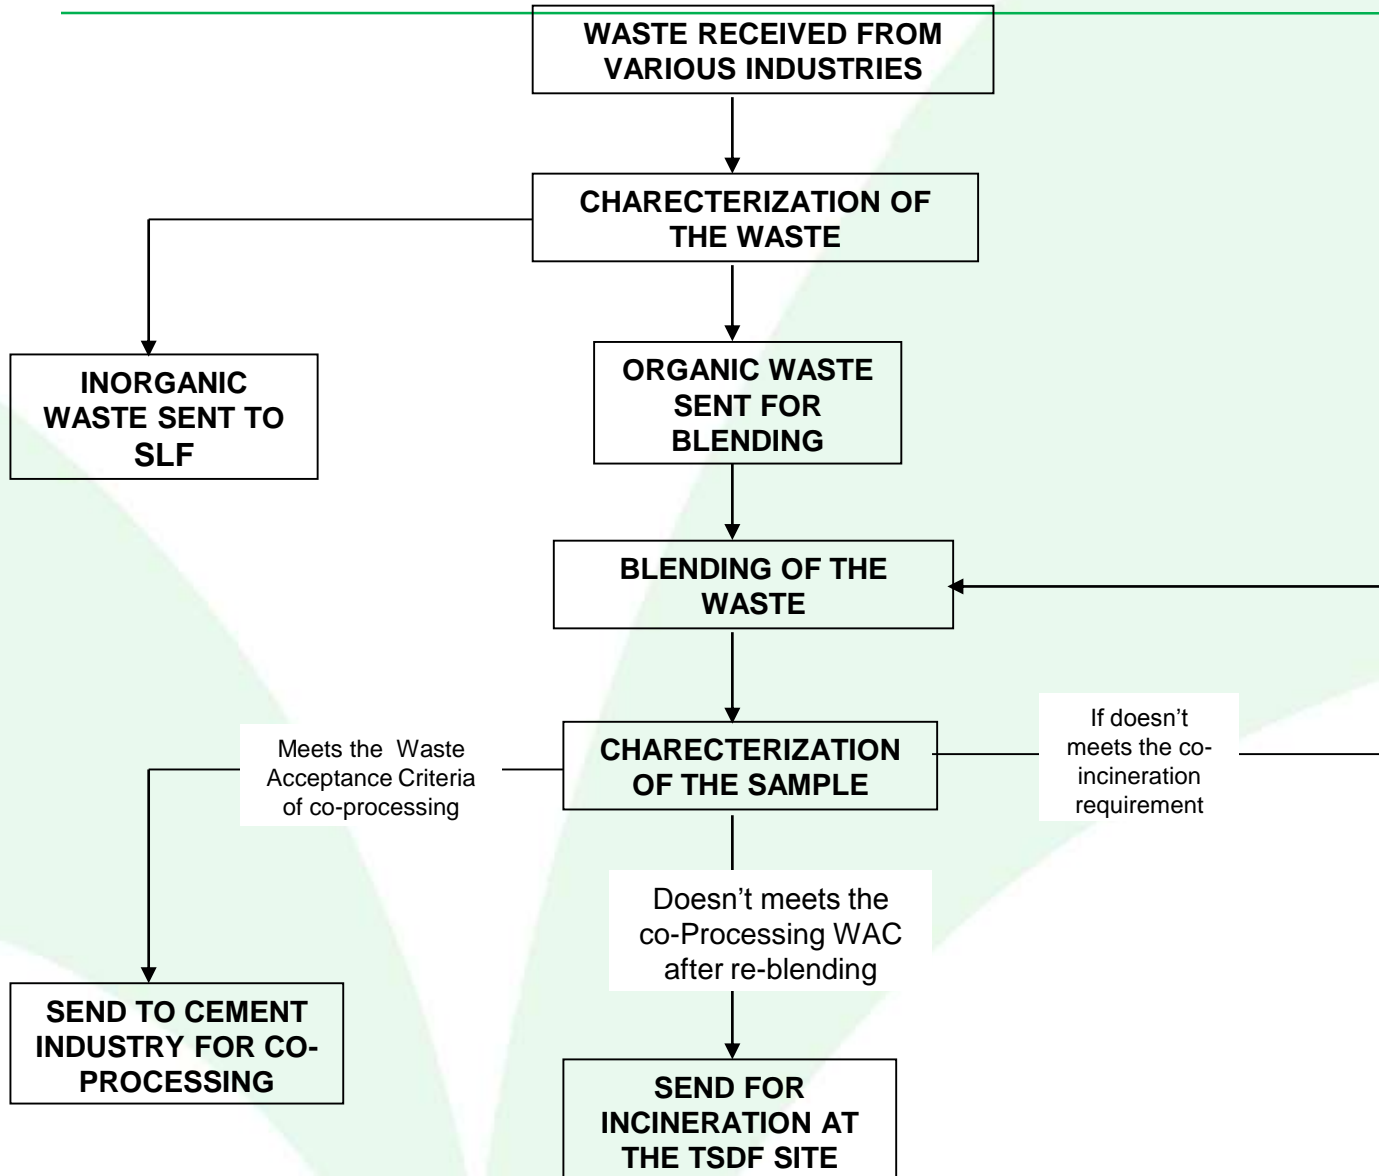 WASTE RECEIVED FROM
VARIOUS INDUSTRIES
CHARECTERIZATION OF
THE WASTE
INORGANIC
WASTE SENT TO
SLF
ORGANIC WASTE
SENT FOR
BLENDING
BLENDING OF THE
WASTE
Meets the Waste
Acceptance Criteria
of co-processing
CHARECTERIZATION
OF THE SAMPLE
If doesn’t
meets the co-
incineration
requirement
Doesn’t meets the
co-Processing WAC
after re-blending
SEND TO CEMENT
INDUSTRY FOR CO-
PROCESSING
SEND FOR
INCINERATION AT
THE TSDF SITE